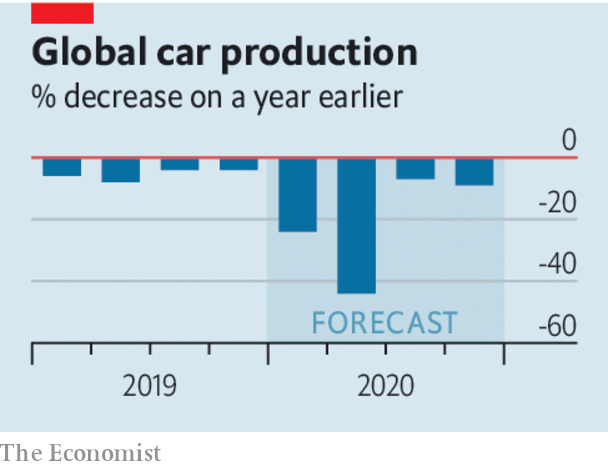 Global car production
% decrease on a year earlier
0
-20
-40
FORECAST
-60
2019
2020
The Economist